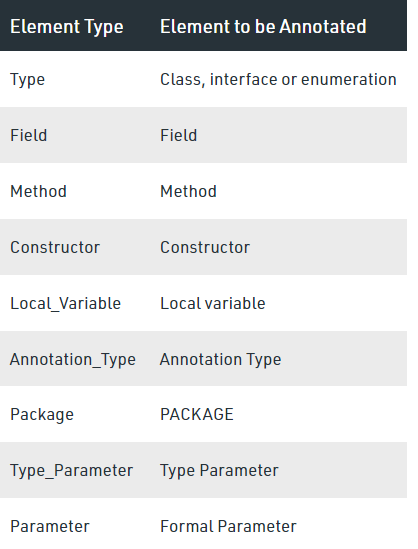 Element Type Element to be Annotated
Type Class, interface or enumeration
Field Field
Method Method
Constructor Constructor
Local_Variable Local variable
Annotation_Type Annotation Type
Package PACKAGE
Type_Parameter Type Parameter
Parameter Formal Parameter